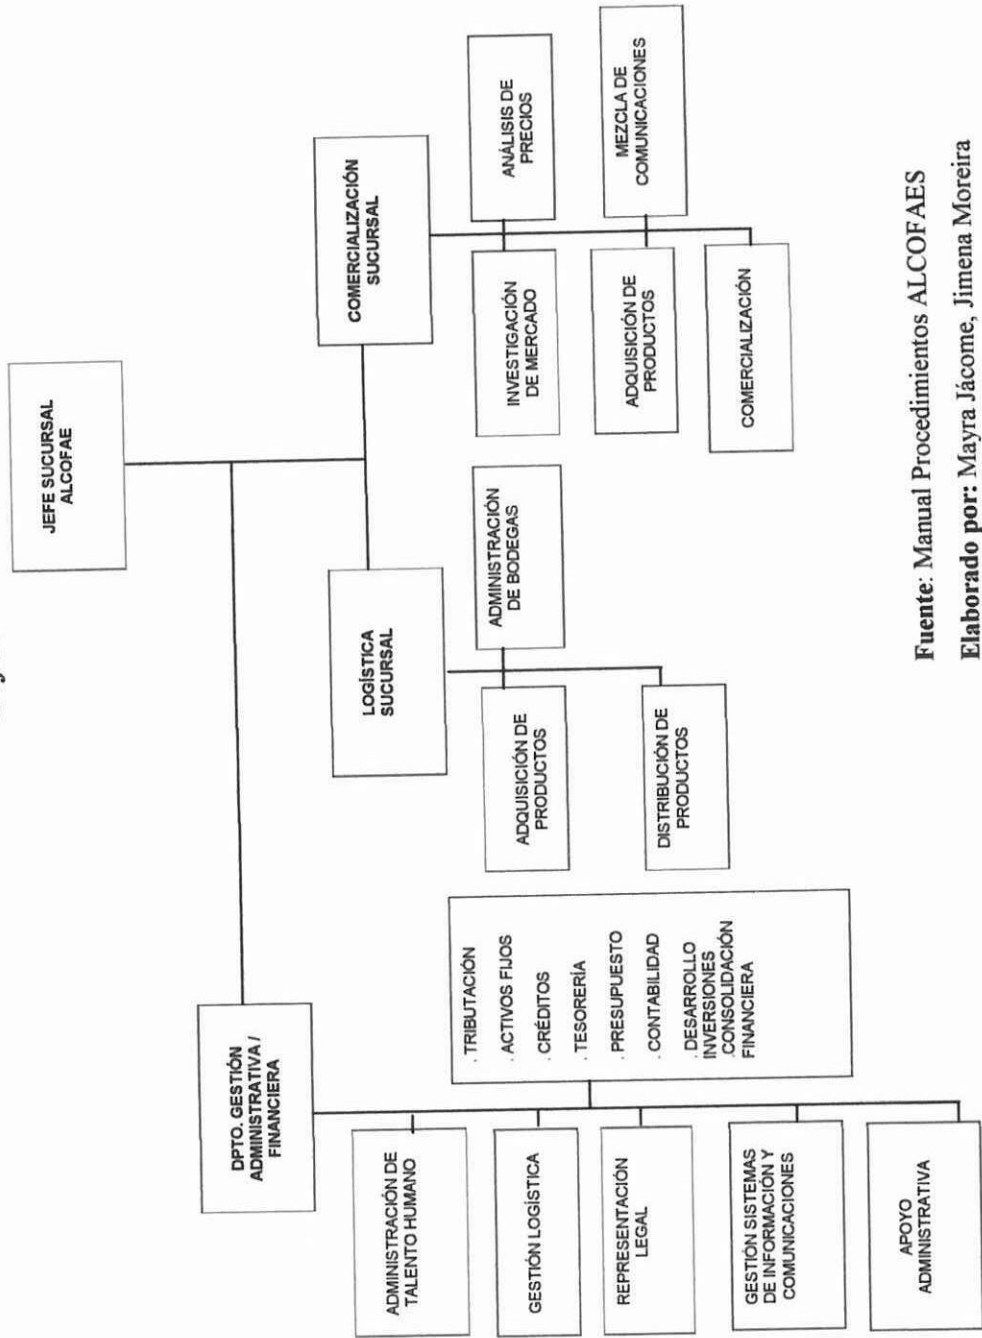 JEFE SUCURSAL
ALCOFAE
DPTO. GESTIÓN
ADMINISTRATIVA /
FINANCIERA
LOGÍSTICA
SUCURSAL
COMERCIALIZACIÓN
SUCURSAL
ADMINISTRACIÓN DE
TALENTO HUMANO
GESTIÓN LOGÍSTICA
REPRESENTACIÓN
LEGAL
GESTIÓN SISTEMAS
DE INFORMACIÓN Y
COMUNICACIONES
APOYO
ADMINISTRATIVA
. TRIBUTACIÓN
. ACTIVOS FIJOS
. CRÉDITOS
. TESORERÍA
. PRESUPUESTO
. CONTABILIDAD
. DESARROLLO
INVERSIONES
.CONSOLIDACIÓN
FINANCIERA
ADQUISICIÓN DE
PRODUCTOS
ADMINISTRACIÓN
DE BODEGAS
DISTRIBUCIÓN DE
PRODUCTOS
INVESTIGACIÓN
DE MERCADO
ANÁLISIS DE
PRECIOS
ADQUISICIÓN DE
PRODUCTOS
MEZCLA DE
COMUNICACIONES
COMERCIALIZACIÓN
Fuente: Manual Procedimientos ALCOFAES
Elaborado por: Mayra Jácome, Jimena Moreira